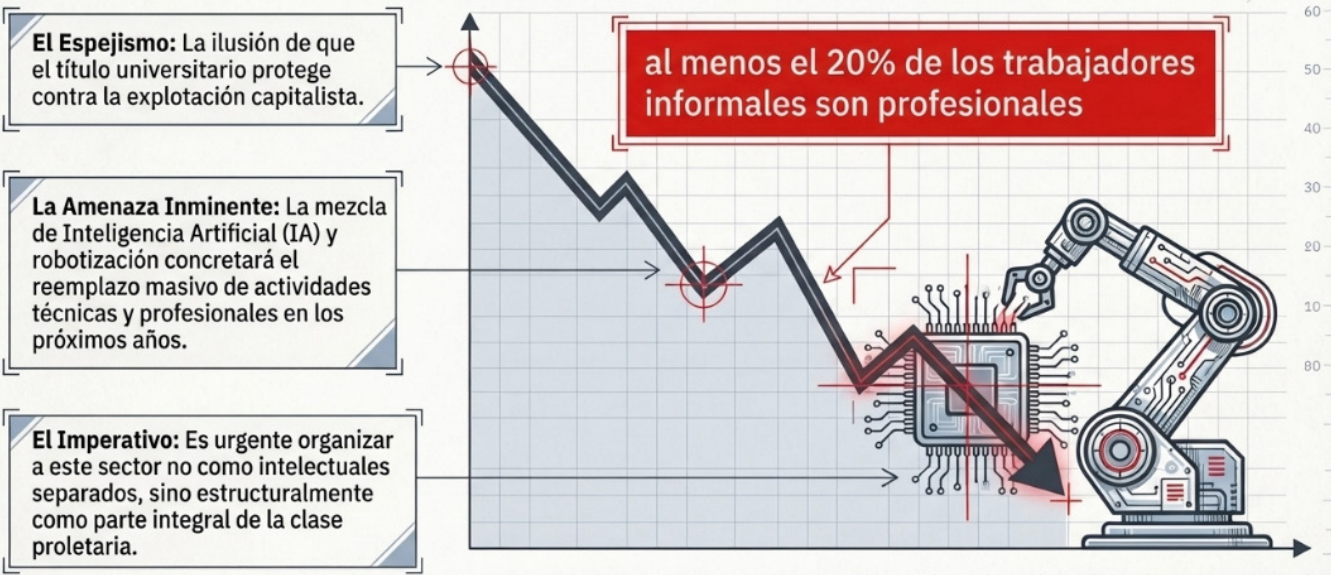 El Espejismo: La ilusión de que
el título universitario protege
contra la explotación capitalista.
La Amenaza Inminente: La mezcla
de Inteligencia Artificial (IA) y
robotización concretará el
reemplazo masivo de actividades
técnicas y profesionales en los
próximos años.
El Imperativo: Es urgente organizar
a este sector no como intelectuales
separados, sino estructuralmente
como parte integral de la clase
proletaria.
al menos el 20% de los trabajadores
informales son profesionales
60
50
40
30
20
10
80